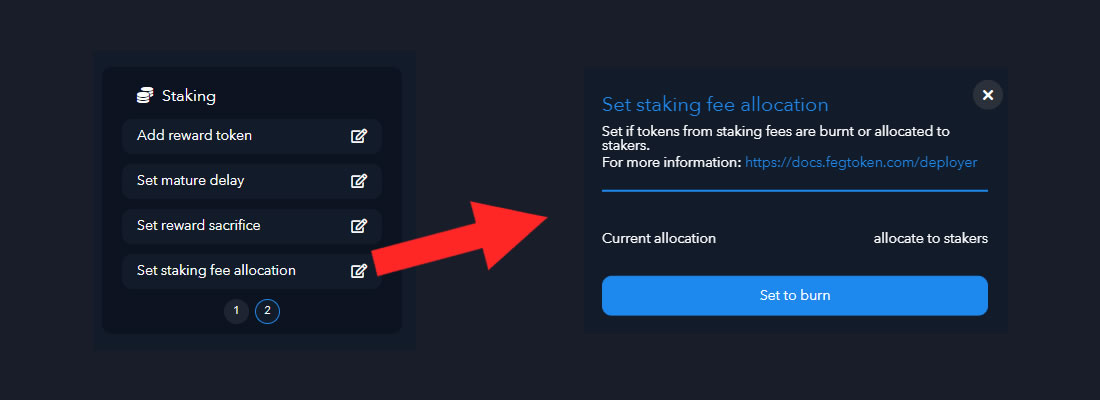 Staking
Add reward token
Set mature delay
Set reward sacrifice
Set staking fee allocation
1 2
Set staking fee allocation
Set if tokens from staking fees are burnt or allocated to
stakers.
For more information: https://docs.fegtoken.com/deployer
Current allocation allocate to stakers
Set to burn